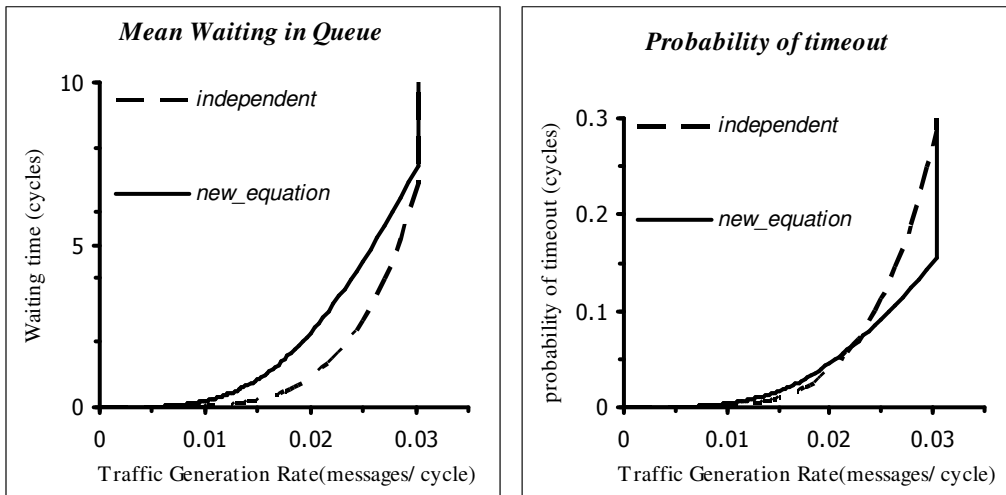 Mean Waiting in Queue
10
independent
new_equation
5
0
Waiting time (cycles)
0
0.01
0.02
0.03
Traffic Generation Rate(messages/ cycle)
Probability of timeout
0.3
independent
0.2
new_equation
0.1
0
probability of timeout (cycles)
0
0.01
0.02
0.03
Traffic Generation Rate(messages/ cycle)